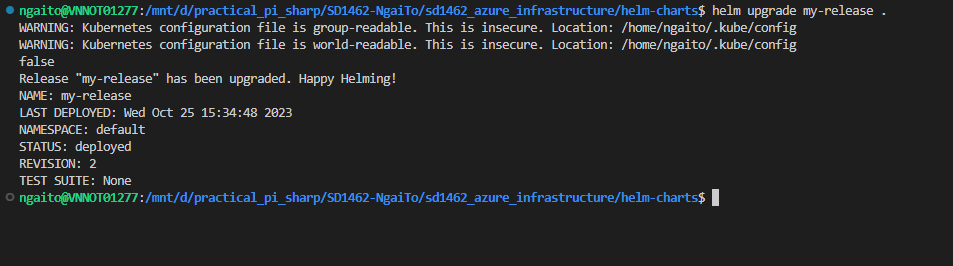 ngaito@VNNOT01277:/mnt/d/practical_pi_sharp/SD1462-NgaiTo/sd1462_azure_infrastructure/helm-charts$ helm upgrade my-release .
WARNING: Kubernetes configuration file is group-readable. This is insecure. Location: /home/ngaito/.kube/config
WARNING: Kubernetes configuration file is world-readable. This is insecure. Location: /home/ngaito/.kube/config
false
Release "my-release" has been upgraded. Happy Helming!
NAME: my-release
LAST DEPLOYED: Wed Oct 25 15:34:48 2023
NAMESPACE: default
STATUS: deployed
REVISION: 2
TEST SUITE: None
ngaito@VNNOT01277:/mnt/d/practical_pi_sharp/SD1462-NgaiTo/sd1462_azure_infrastructure/helm-charts$